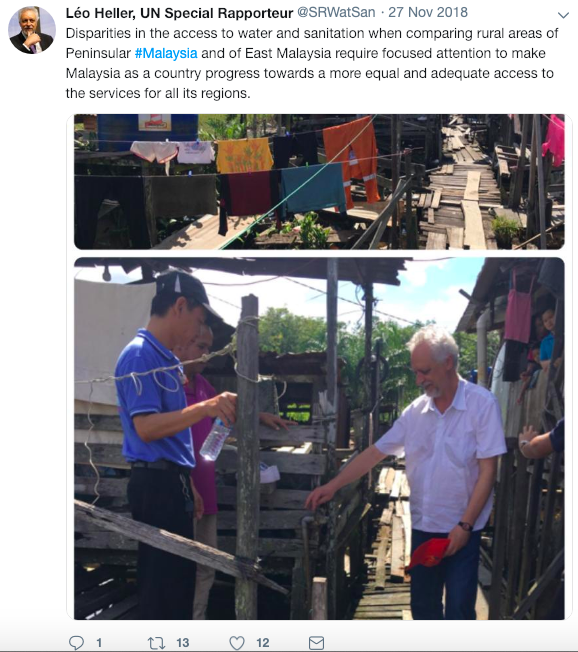 Léo Heller, UN Special Rapporteur @SRWatSan · 27 Nov 2018
Disparities in the access to water and sanitation when comparing rural areas of
Peninsular #Malaysia and of East Malaysia require focused attention to make
Malaysia as a country progress towards a more equal and adequate access to
the services for all its regions.
1 13 12